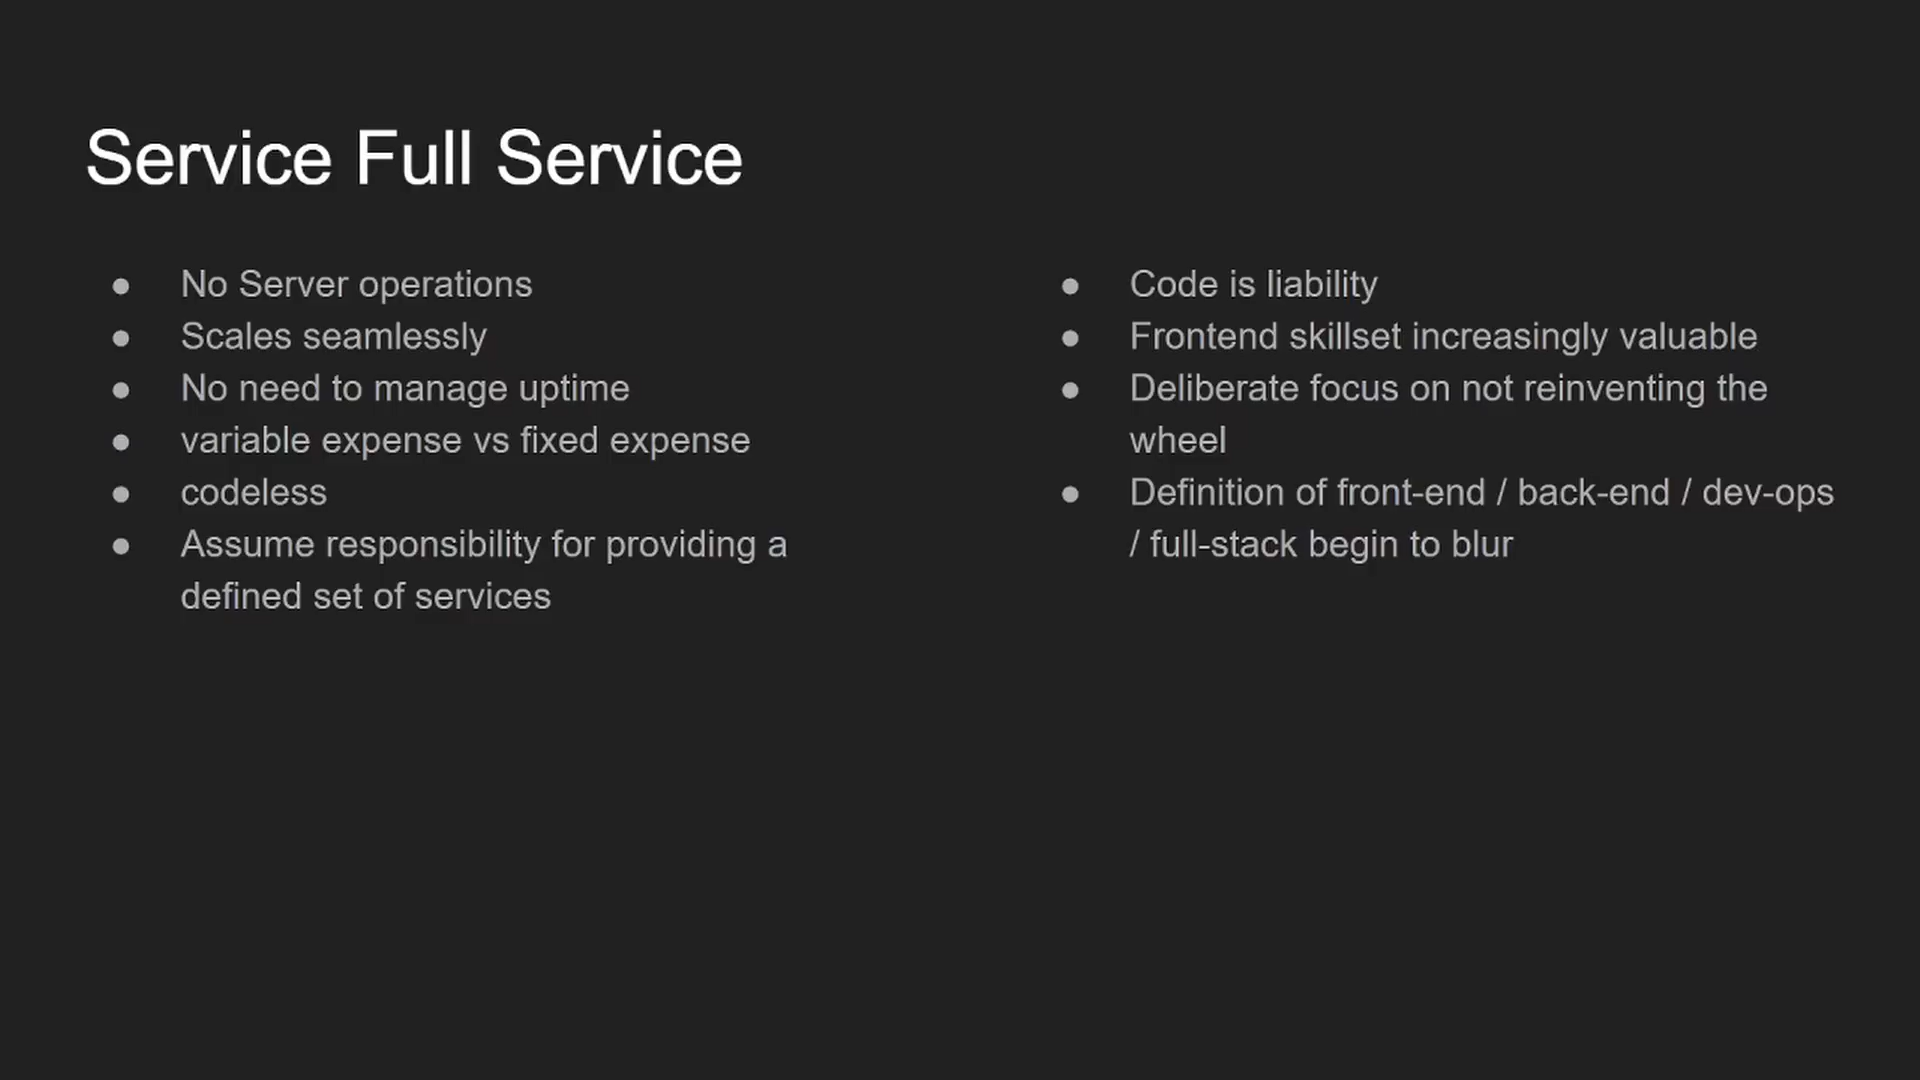 Service Full Service
● No Server operations
● Scales seamlessly
● No need to manage uptime
● variable expense vs fixed expense
● codeless
● Assume responsibility for providing a
defined set of services
● Code is liability
● Frontend skillset increasingly valuable
● Deliberate focus on not reinventing the
wheel
● Definition of front-end / back-end / dev-ops
/ full-stack begin to blur